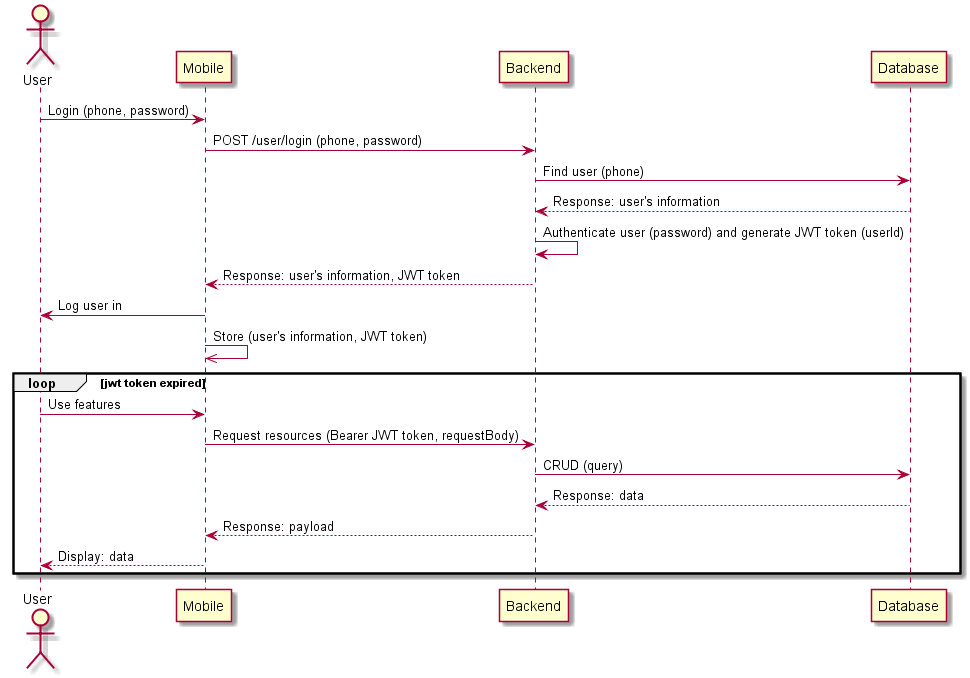 User
Mobile
Backend
Database
Login (phone, password)
POST /user/login (phone, password)
Find user (phone)
Response: user's information
Authenticate user (password) and generate JWT token (userId)
Response: user's information, JWT token
Log user in
Store (user's information, JWT token)
loop [jwt token expired]
Use features
Request resources (Bearer JWT token, requestBody)
CRUD (query)
Response: data
Response: payload
Display: data
User
Mobile
Backend
Database